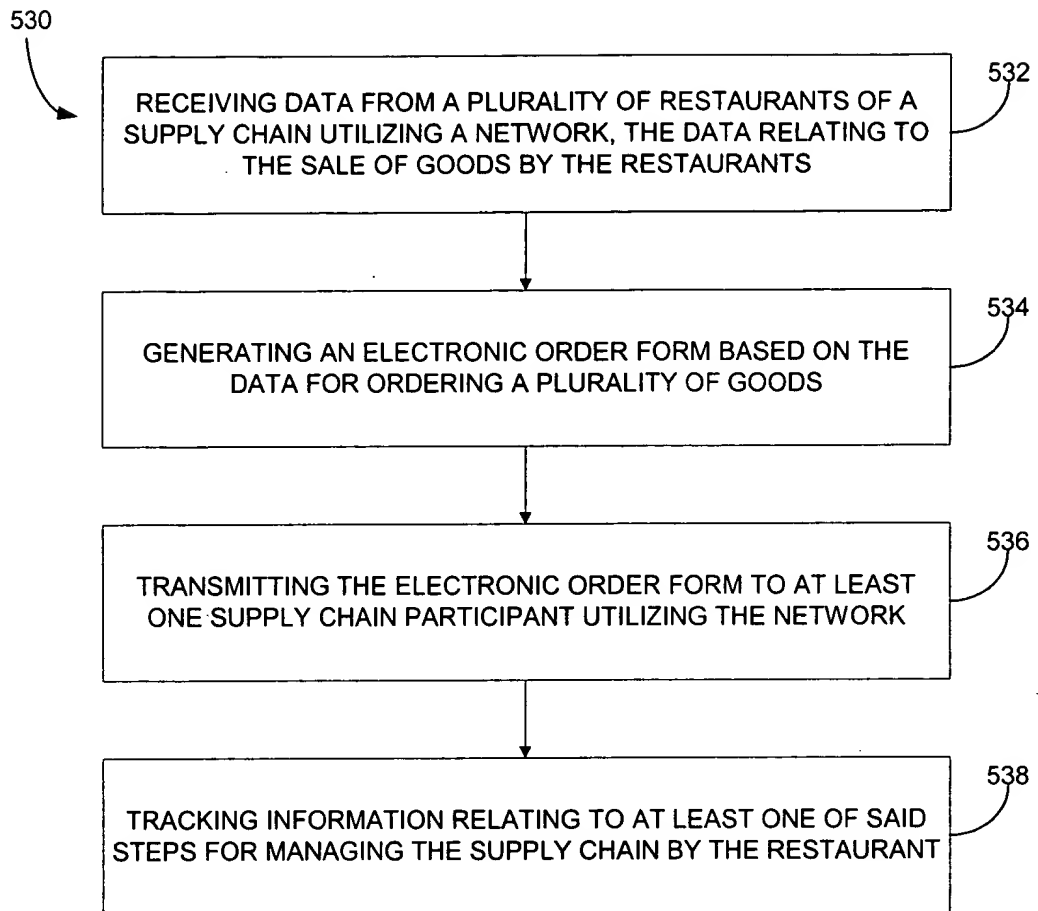 530
532
RECEIVING DATA FROM A PLURALITY OF RESTAURANTS OF A
SUPPLY CHAIN UTILIZING A NETWORK, THE DATA RELATING TO
THE SALE OF GOODS BY THE RESTAURANTS
534
GENERATING AN ELECTRONIC ORDER FORM BASED ON THE
DATA FOR ORDERING A PLURALITY OF GOODS
536
TRANSMITTING THE ELECTRONIC ORDER FORM TO AT LEAST
ONE SUPPLY CHAIN PARTICIPANT UTILIZING THE NETWORK
538
TRACKING INFORMATION RELATING TO AT LEAST ONE OF SAID
STEPS FOR MANAGING THE SUPPLY CHAIN BY THE RESTAURANT